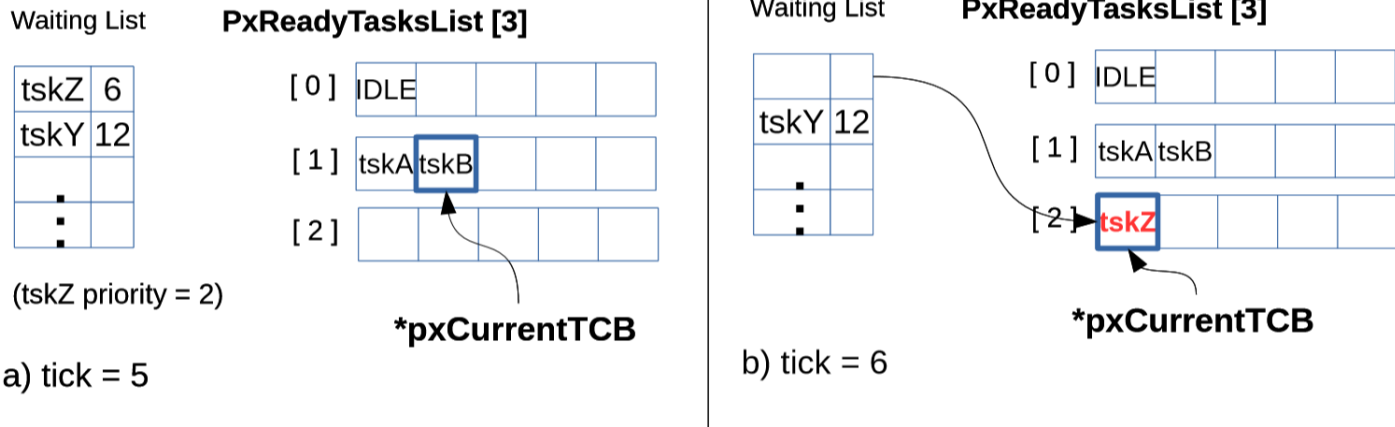 Waiting List
PxReadyTasksList [3]
tskZ 6
tskY 12
[0] IDLE
[1] tskA tskB
[2]
(tskZ priority = 2)
*pxCurrentTCB
a) tick = 5
Waiting List
PxReadyTasksList [3]
tskY 12
[0] IDLE
[1] tskA tskB
[2] tskZ
*pxCurrentTCB
b) tick = 6